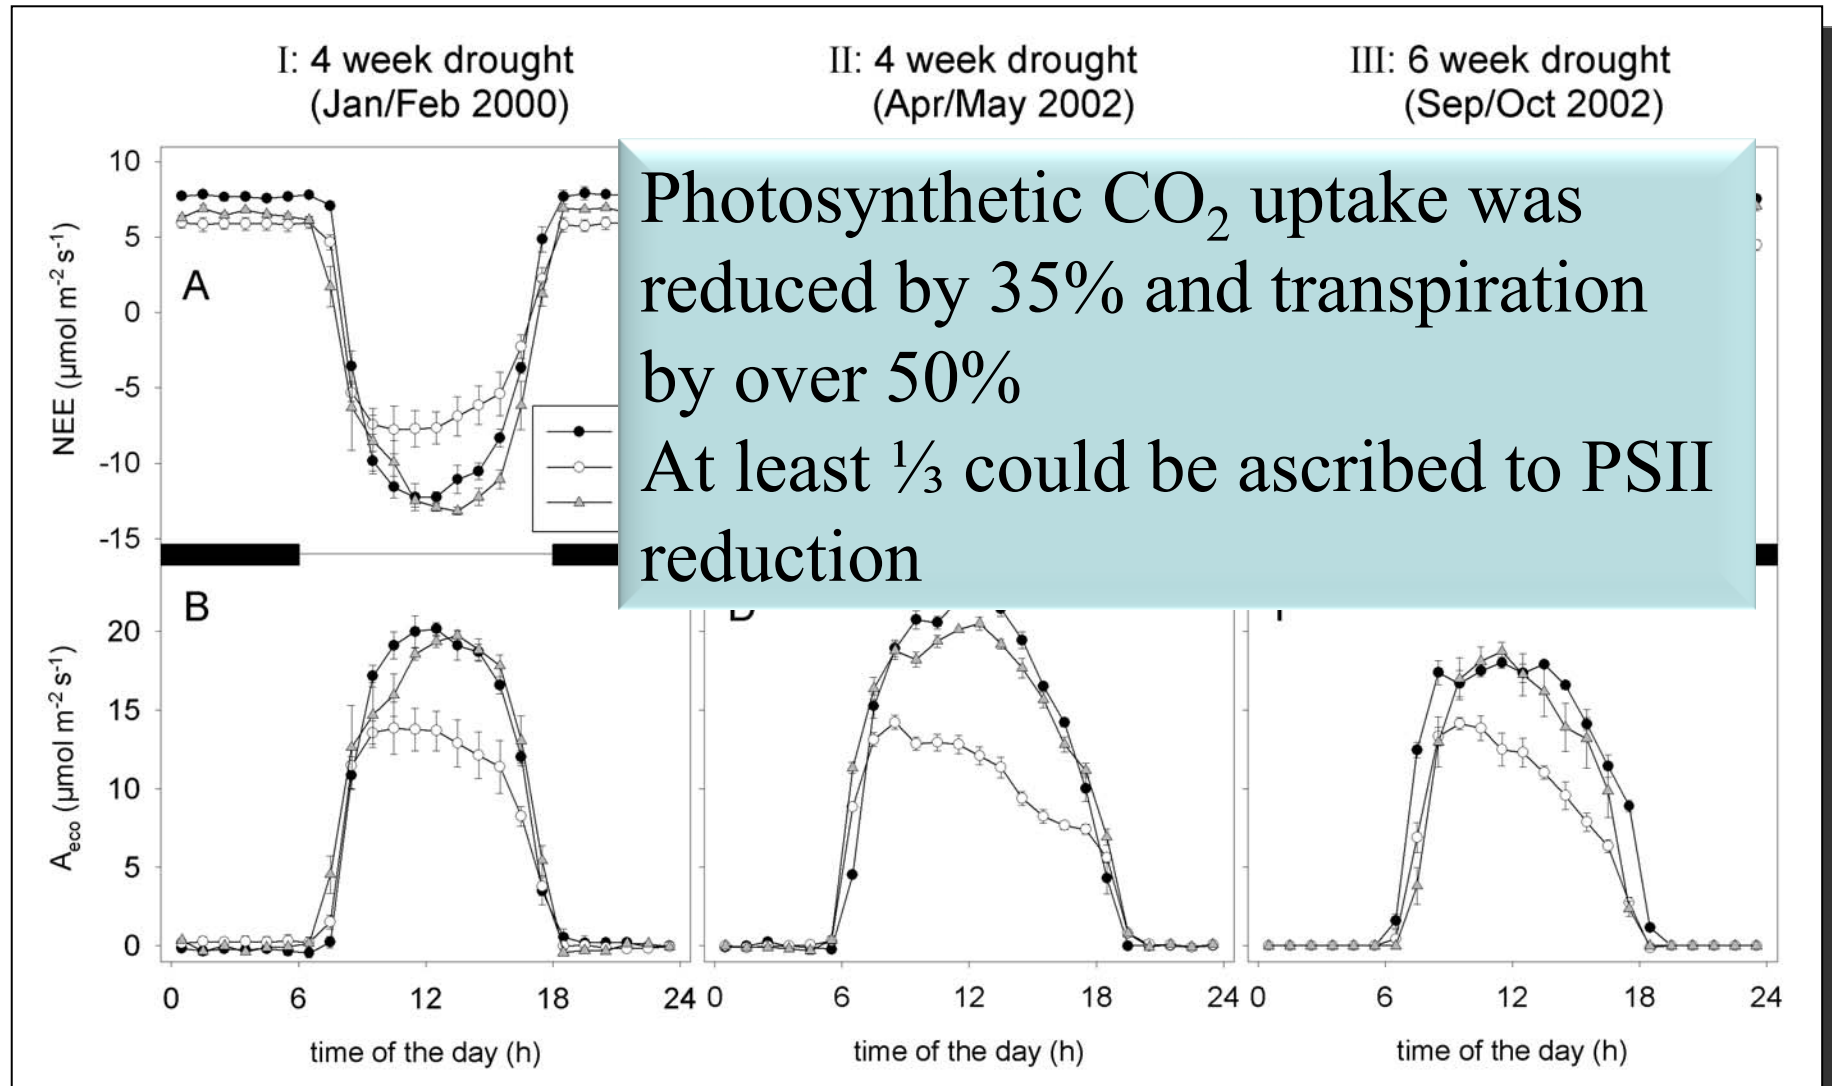 I: 4 week drought
(Jan/Feb 2000)
II: 4 week drought
(Apr/May 2002)
III: 6 week drought
(Sep/Oct 2002)
Photosynthetic CO₂ uptake was
reduced by 35% and transpiration
by over 50%
At least ⅓ could be ascribed to PSII
reduction
NEE (µmol m⁻² s⁻¹)
10
5
0
-5
-10
-15
A
B
A_eco (µmol m⁻² s⁻¹)
20
15
10
5
0
0 6 12 18 24
0 6 12 18 24
0 6 12 18 24
time of the day (h)
time of the day (h)
time of the day (h)